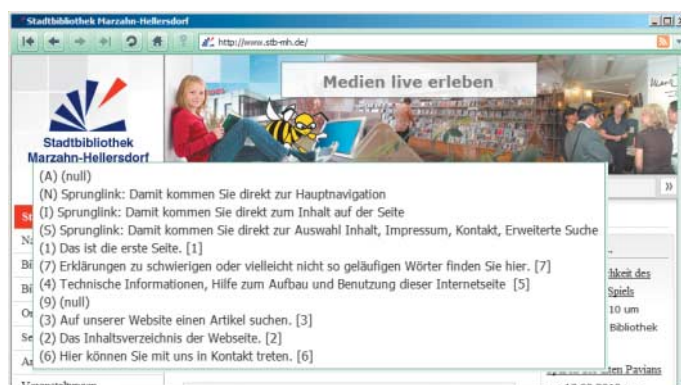 Stadtbibliothek Marzahn-Hellersdorf
http://www.stb-mh.de/
Medien live erleben
Stadtbibliothek
Marzahn-Hellersdorf
(A) (null)
(N) Sprunglink: Damit kommen Sie direkt zur Hauptnavigation
(I) Sprunglink: Damit kommen Sie direkt zum Inhalt auf der Seite
(S) Sprunglink: Damit kommen Sie direkt zur Auswahl Inhalt, Impressum, Kontakt, Erweiterte Suche
(1) Das ist die erste Seite. [1]
(7) Erklärungen zu schwierigen oder vielleicht nicht so geläufigen Wörter finden Sie hier. [7]
(4) Technische Informationen, Hilfe zum Aufbau und Benutzung dieser Internetseite [5]
(9) (null)
(3) Auf unserer Website einen Artikel suchen. [3]
(2) Das Inhaltsverzeichnis der Webseite. [2]
(6) Hier können Sie mit uns in Kontakt treten. [6]
hkeit des
Spiels
10 um
Bibliothek
ten Pavians